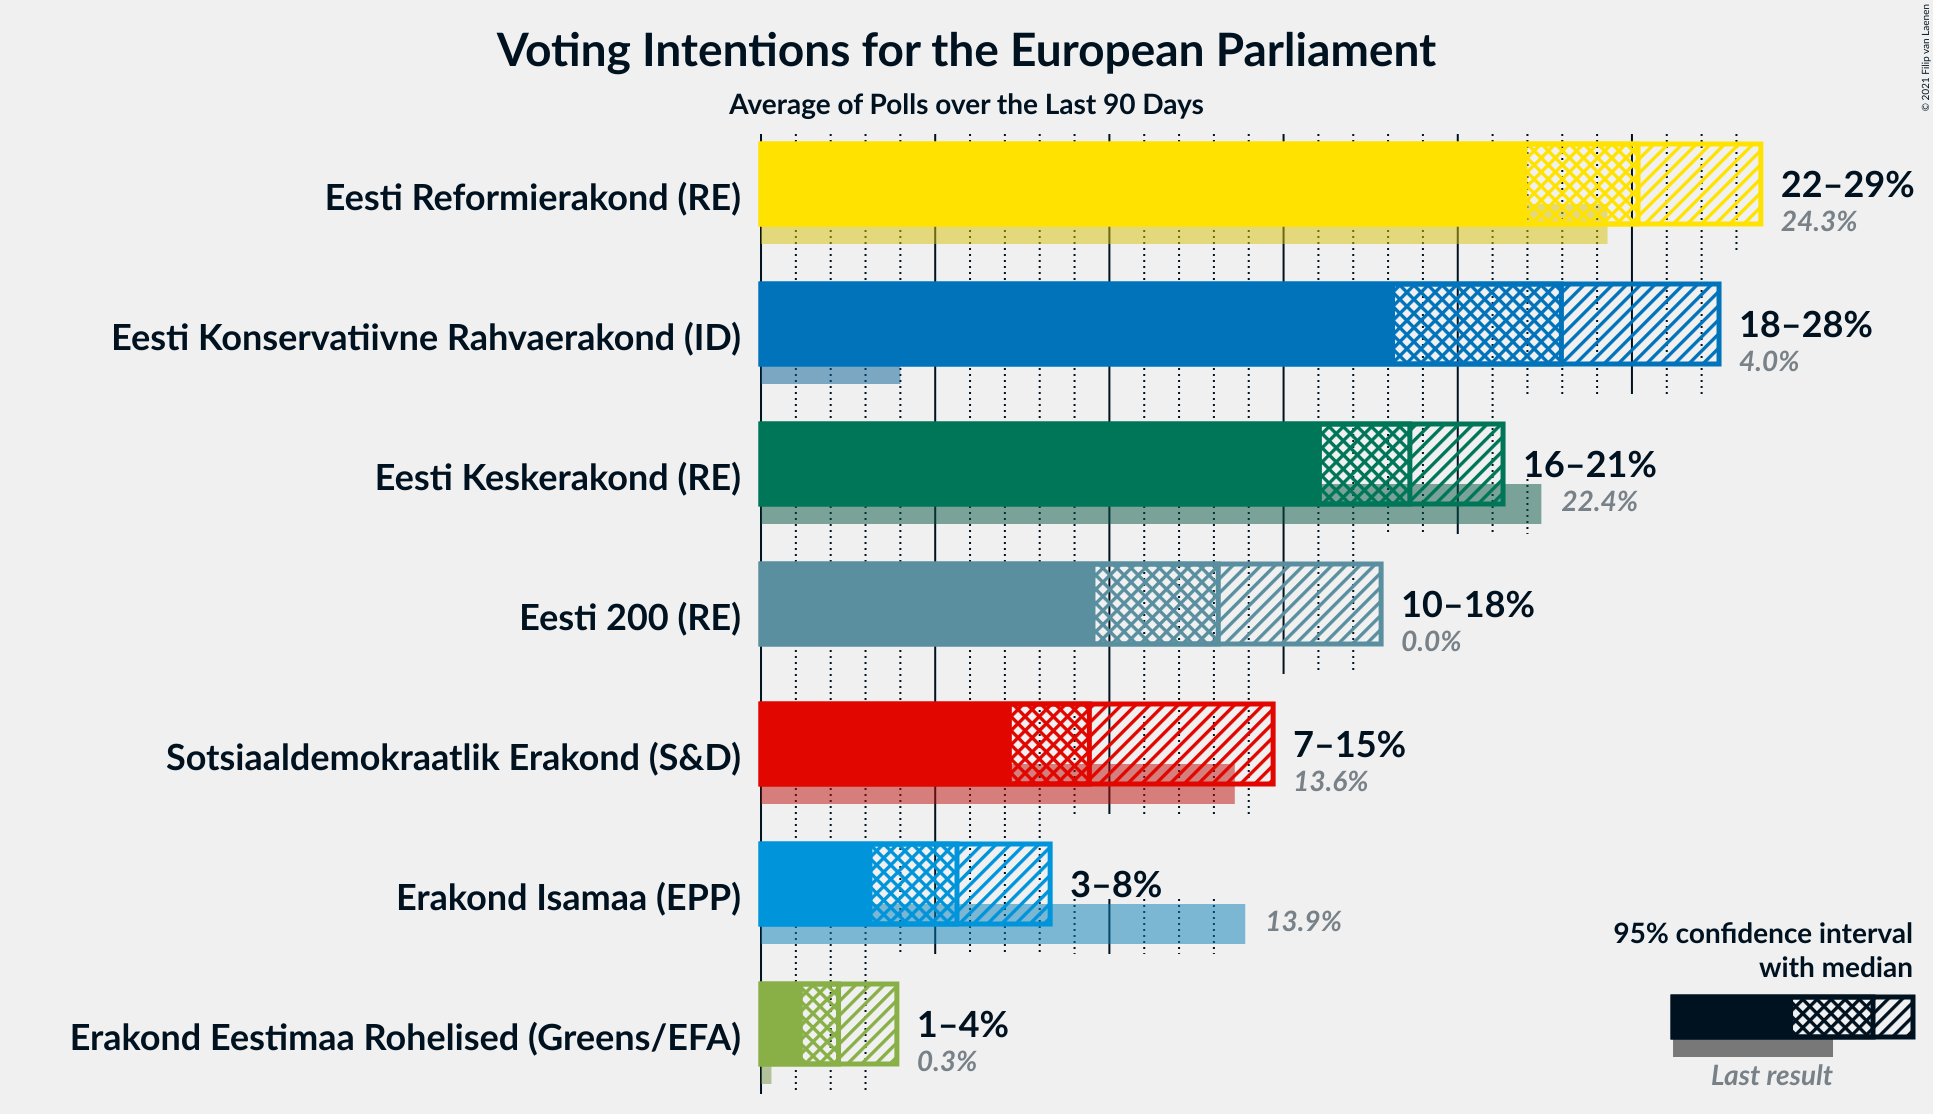 Voting Intentions for the European Parliament
Average of Polls over the Last 90 Days
© 2021 Filip van Laenen
Eesti Reformierakond (RE)
22–29%
24.3%
Eesti Konservatiivne Rahvaerakond (ID)
18–28%
4.0%
Eesti Keskerakond (RE)
16–21%
22.4%
Eesti 200 (RE)
10–18%
0.0%
Sotsiaaldemokraatlik Erakond (S&D)
7–15%
13.6%
Erakond Isamaa (EPP)
3–8%
13.9%
Erakond Eestimaa Rohelised (Greens/EFA)
1–4%
0.3%
95% confidence interval
with median
Last result